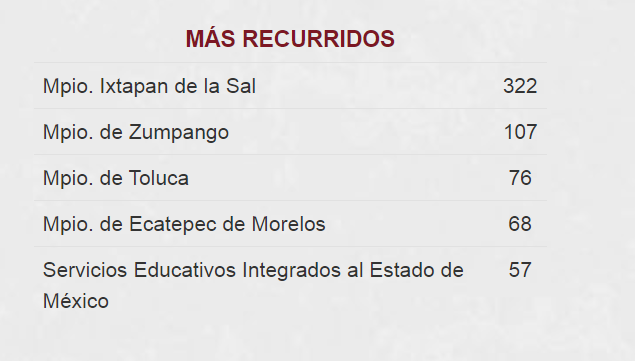 MÁS RECURRIDOS
Mpio. Ixtapan de la Sal 322
Mpio. de Zumpango 107
Mpio. de Toluca 76
Mpio. de Ecatepec de Morelos 68
Servicios Educativos Integrados al Estado de 57
México